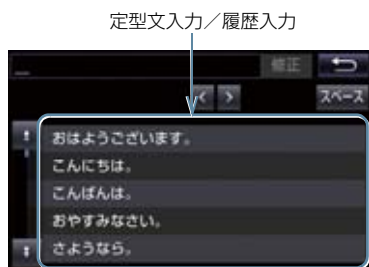 定型文入力／履歴入力
修正
スペース
おはようございます。
こんにちは。
こんばんは。
おやすみなさい。
さようなら。